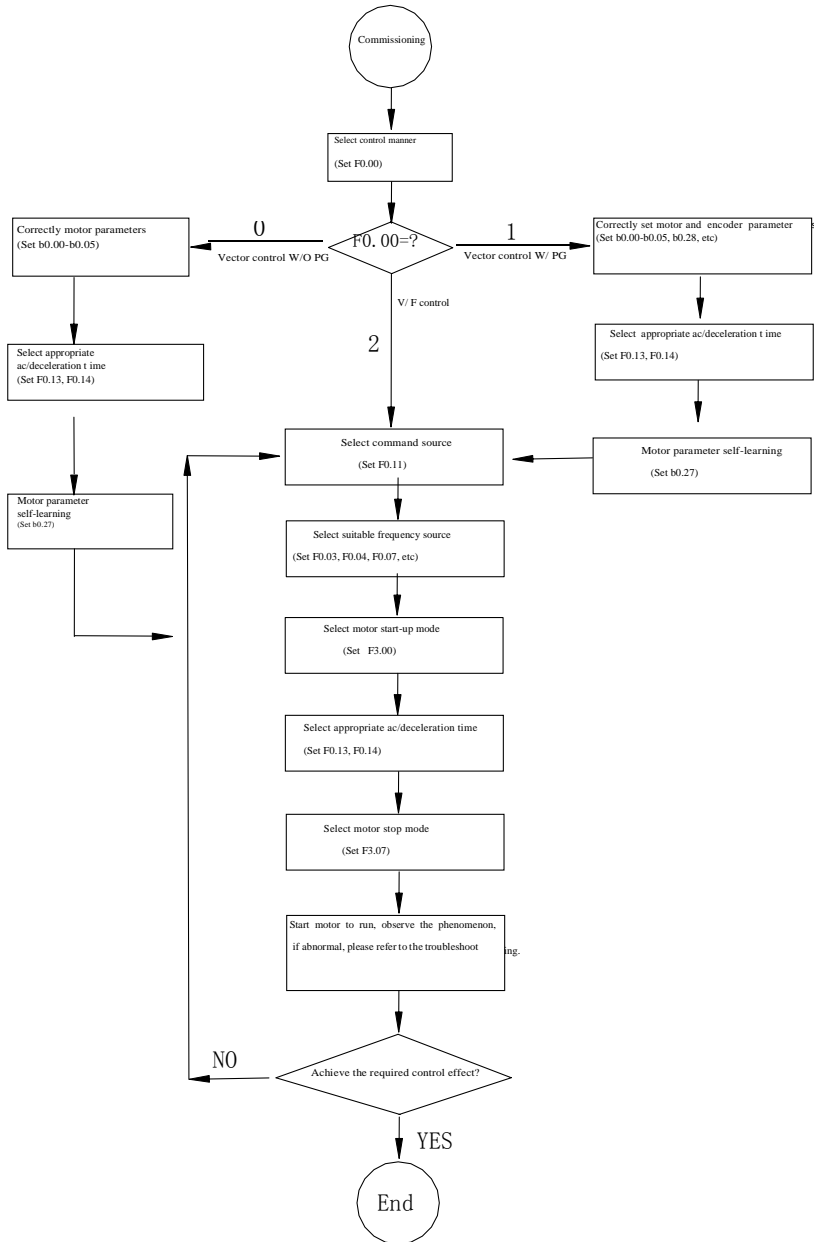 Commissioning
Select control manner
(Set F0.00)
F0.00=?
0
Vector control W/O PG
1
Vector control W/ PG
V/ F control
2
Correctly motor parameters
(Set b0.00-b0.05)
Select appropriate
ac/deceleration t ime
(Set F0.13, F0.14)
Motor parameter
self-learning
(Set b0.27)
Correctly set motor and encoder parameters
(Set b0.00-b0.05, b0.28, etc)
Select appropriate ac/deceleration t ime
(Set F0.13, F0.14)
Motor parameter self-learning
(Set b0.27)
Select command source
(Set F0.11)
Select suitable frequency source
(Set F0.03, F0.04, F0.07, etc)
Select motor start-up mode
(Set F3.00)
Select appropriate ac/deceleration time
(Set F0.13, F0.14)
Select motor stop mode
(Set F3.07)
Start motor to run, observe the phenomenon,
if abnormal, please refer to the troubleshooting.
Achieve the required control effect?
NO
YES
End